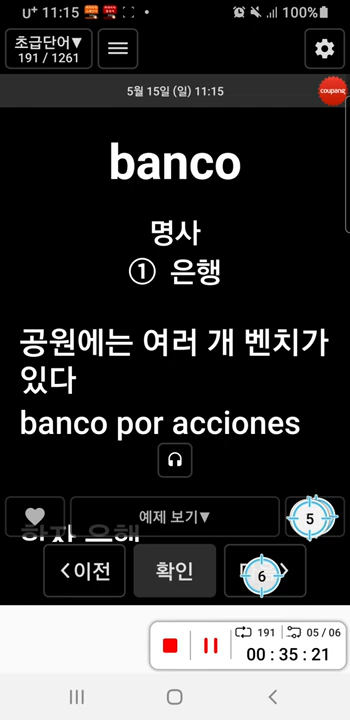 U+ 11:15 100%
초급단어▼
191 / 1261
5월 15일 (일) 11:15
coupang
banco
명사
① 은행
공원에는 여러 개 벤치가
있다
banco por acciones
예제 보기▼
5
<이전
확인
6
191 05 / 06
00 : 35 : 21